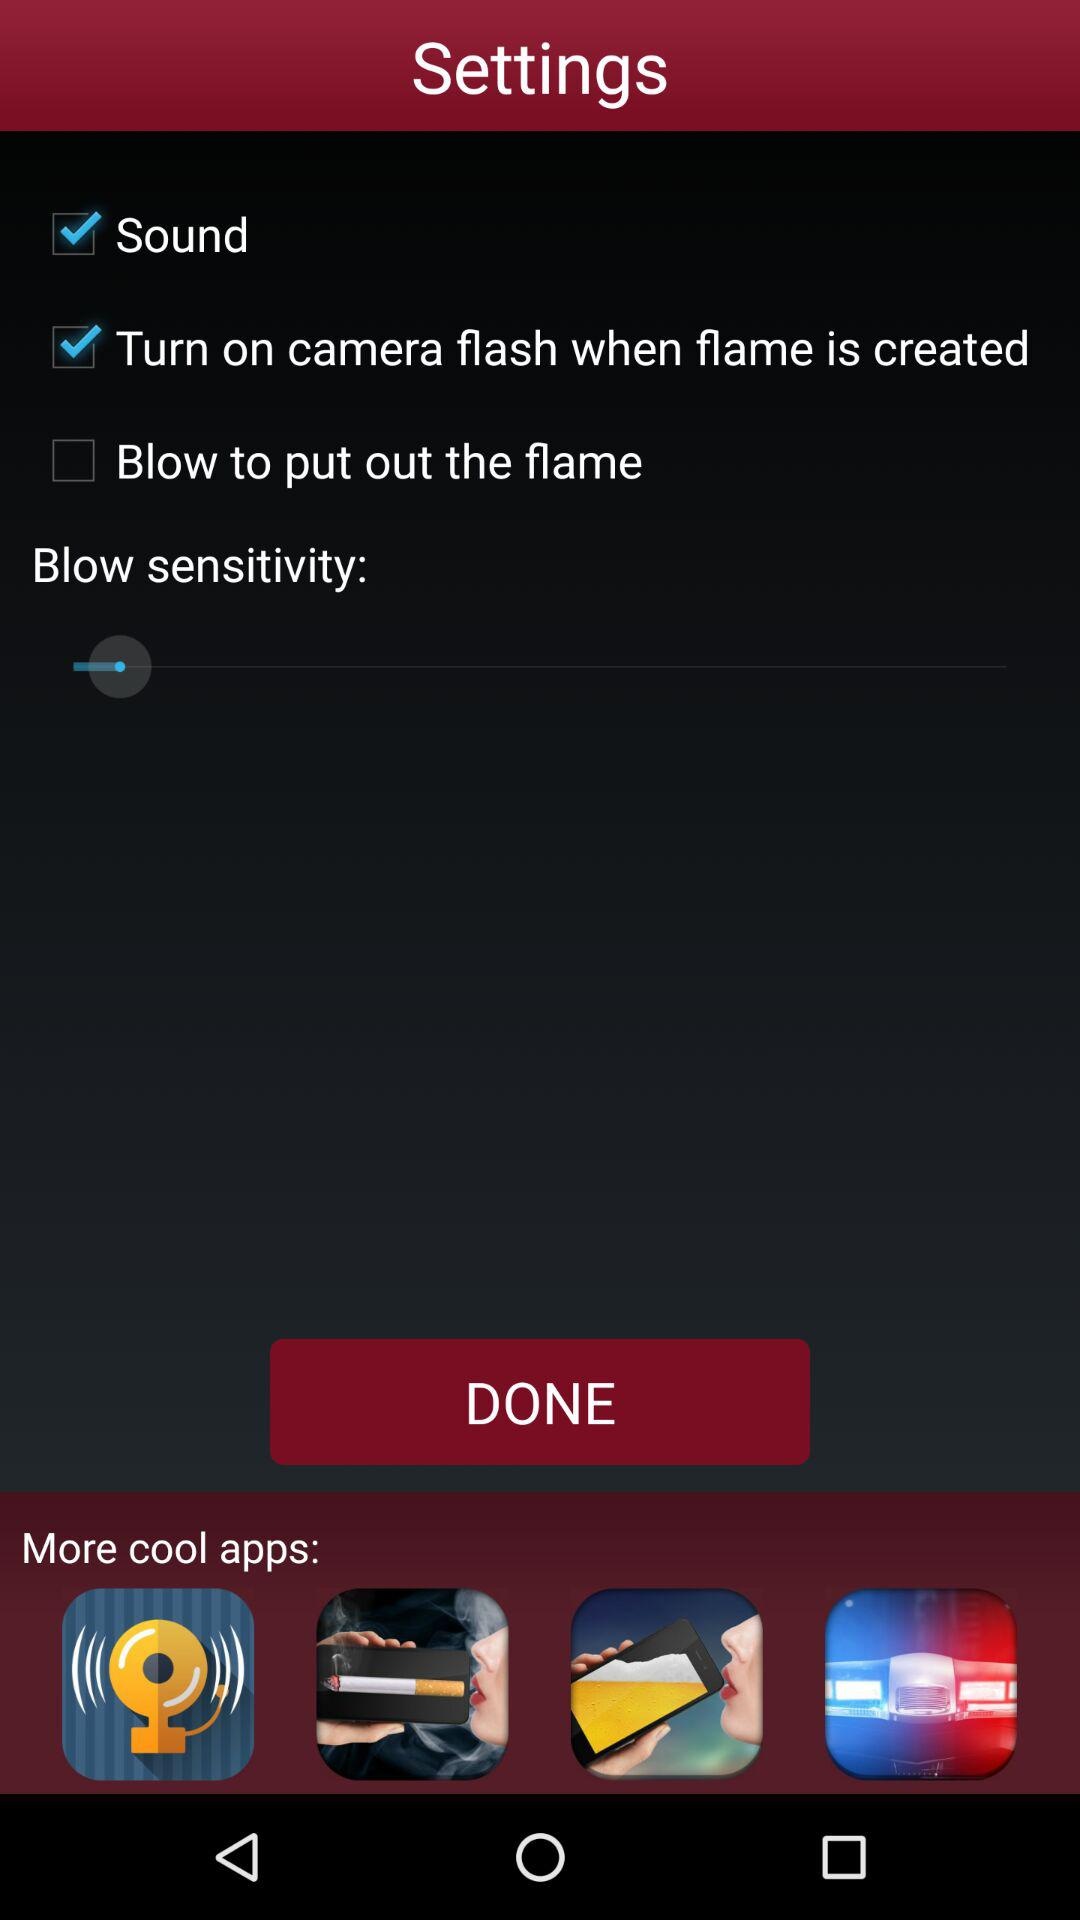 Settings
Sound
Turn on camera flash when flame is created
Blow to put out the flame
Blow sensitivity:
DONE
More cool apps: